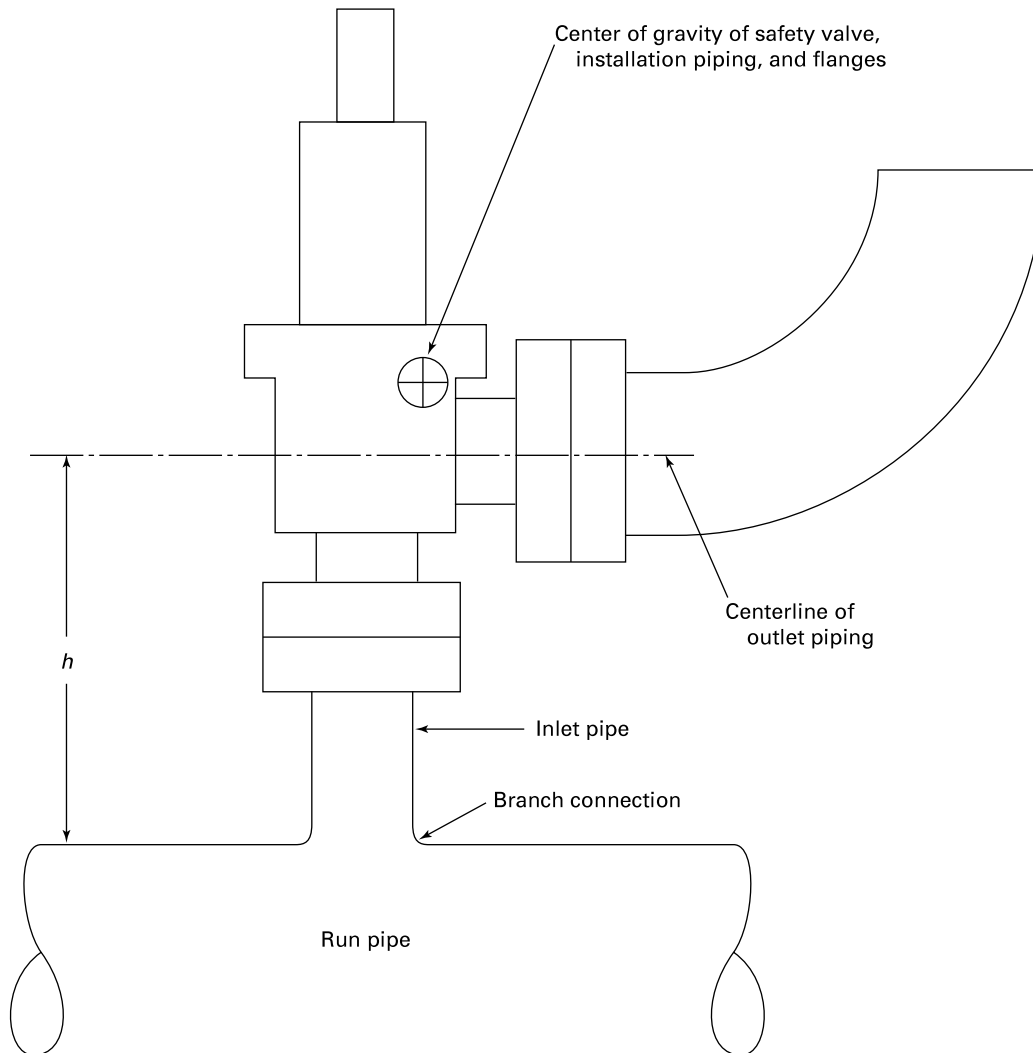 Center of gravity of safety valve,
installation piping, and flanges
Centerline of
outlet piping
h
Inlet pipe
Branch connection
Run pipe